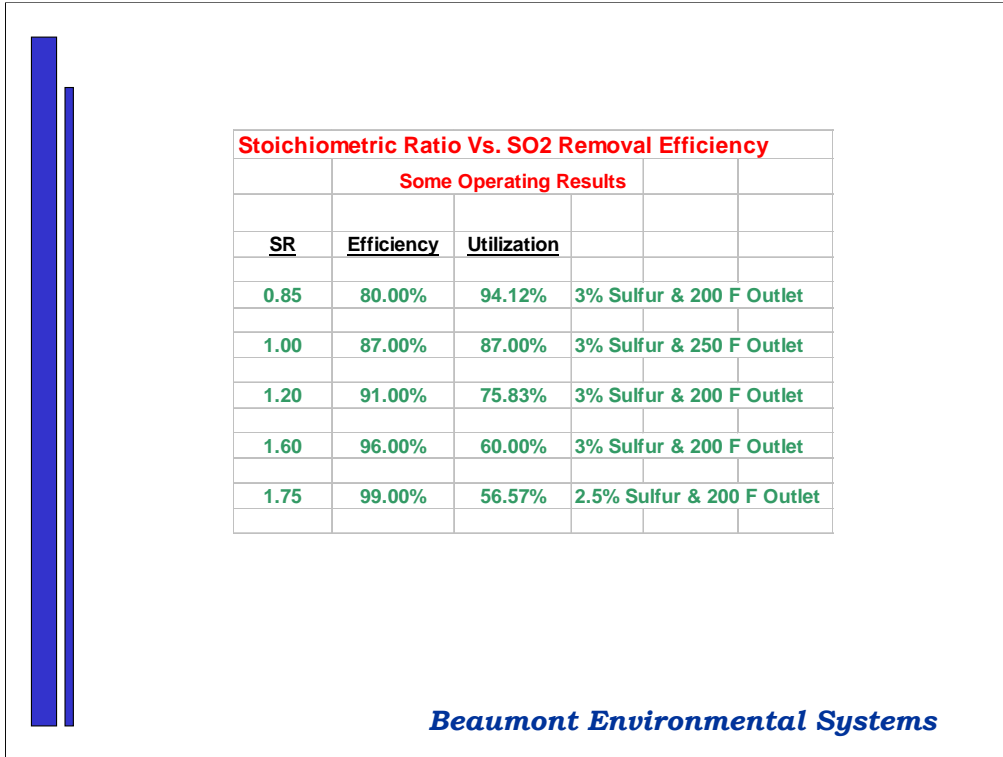 Stoichiometric Ratio Vs. SO2 Removal Efficiency
Some Operating Results
SR Efficiency Utilization
0.85 80.00% 94.12% 3% Sulfur & 200 F Outlet
1.00 87.00% 87.00% 3% Sulfur & 250 F Outlet
1.20 91.00% 75.83% 3% Sulfur & 200 F Outlet
1.60 96.00% 60.00% 3% Sulfur & 200 F Outlet
1.75 99.00% 56.57% 2.5% Sulfur & 200 F Outlet
Beaumont Environmental Systems